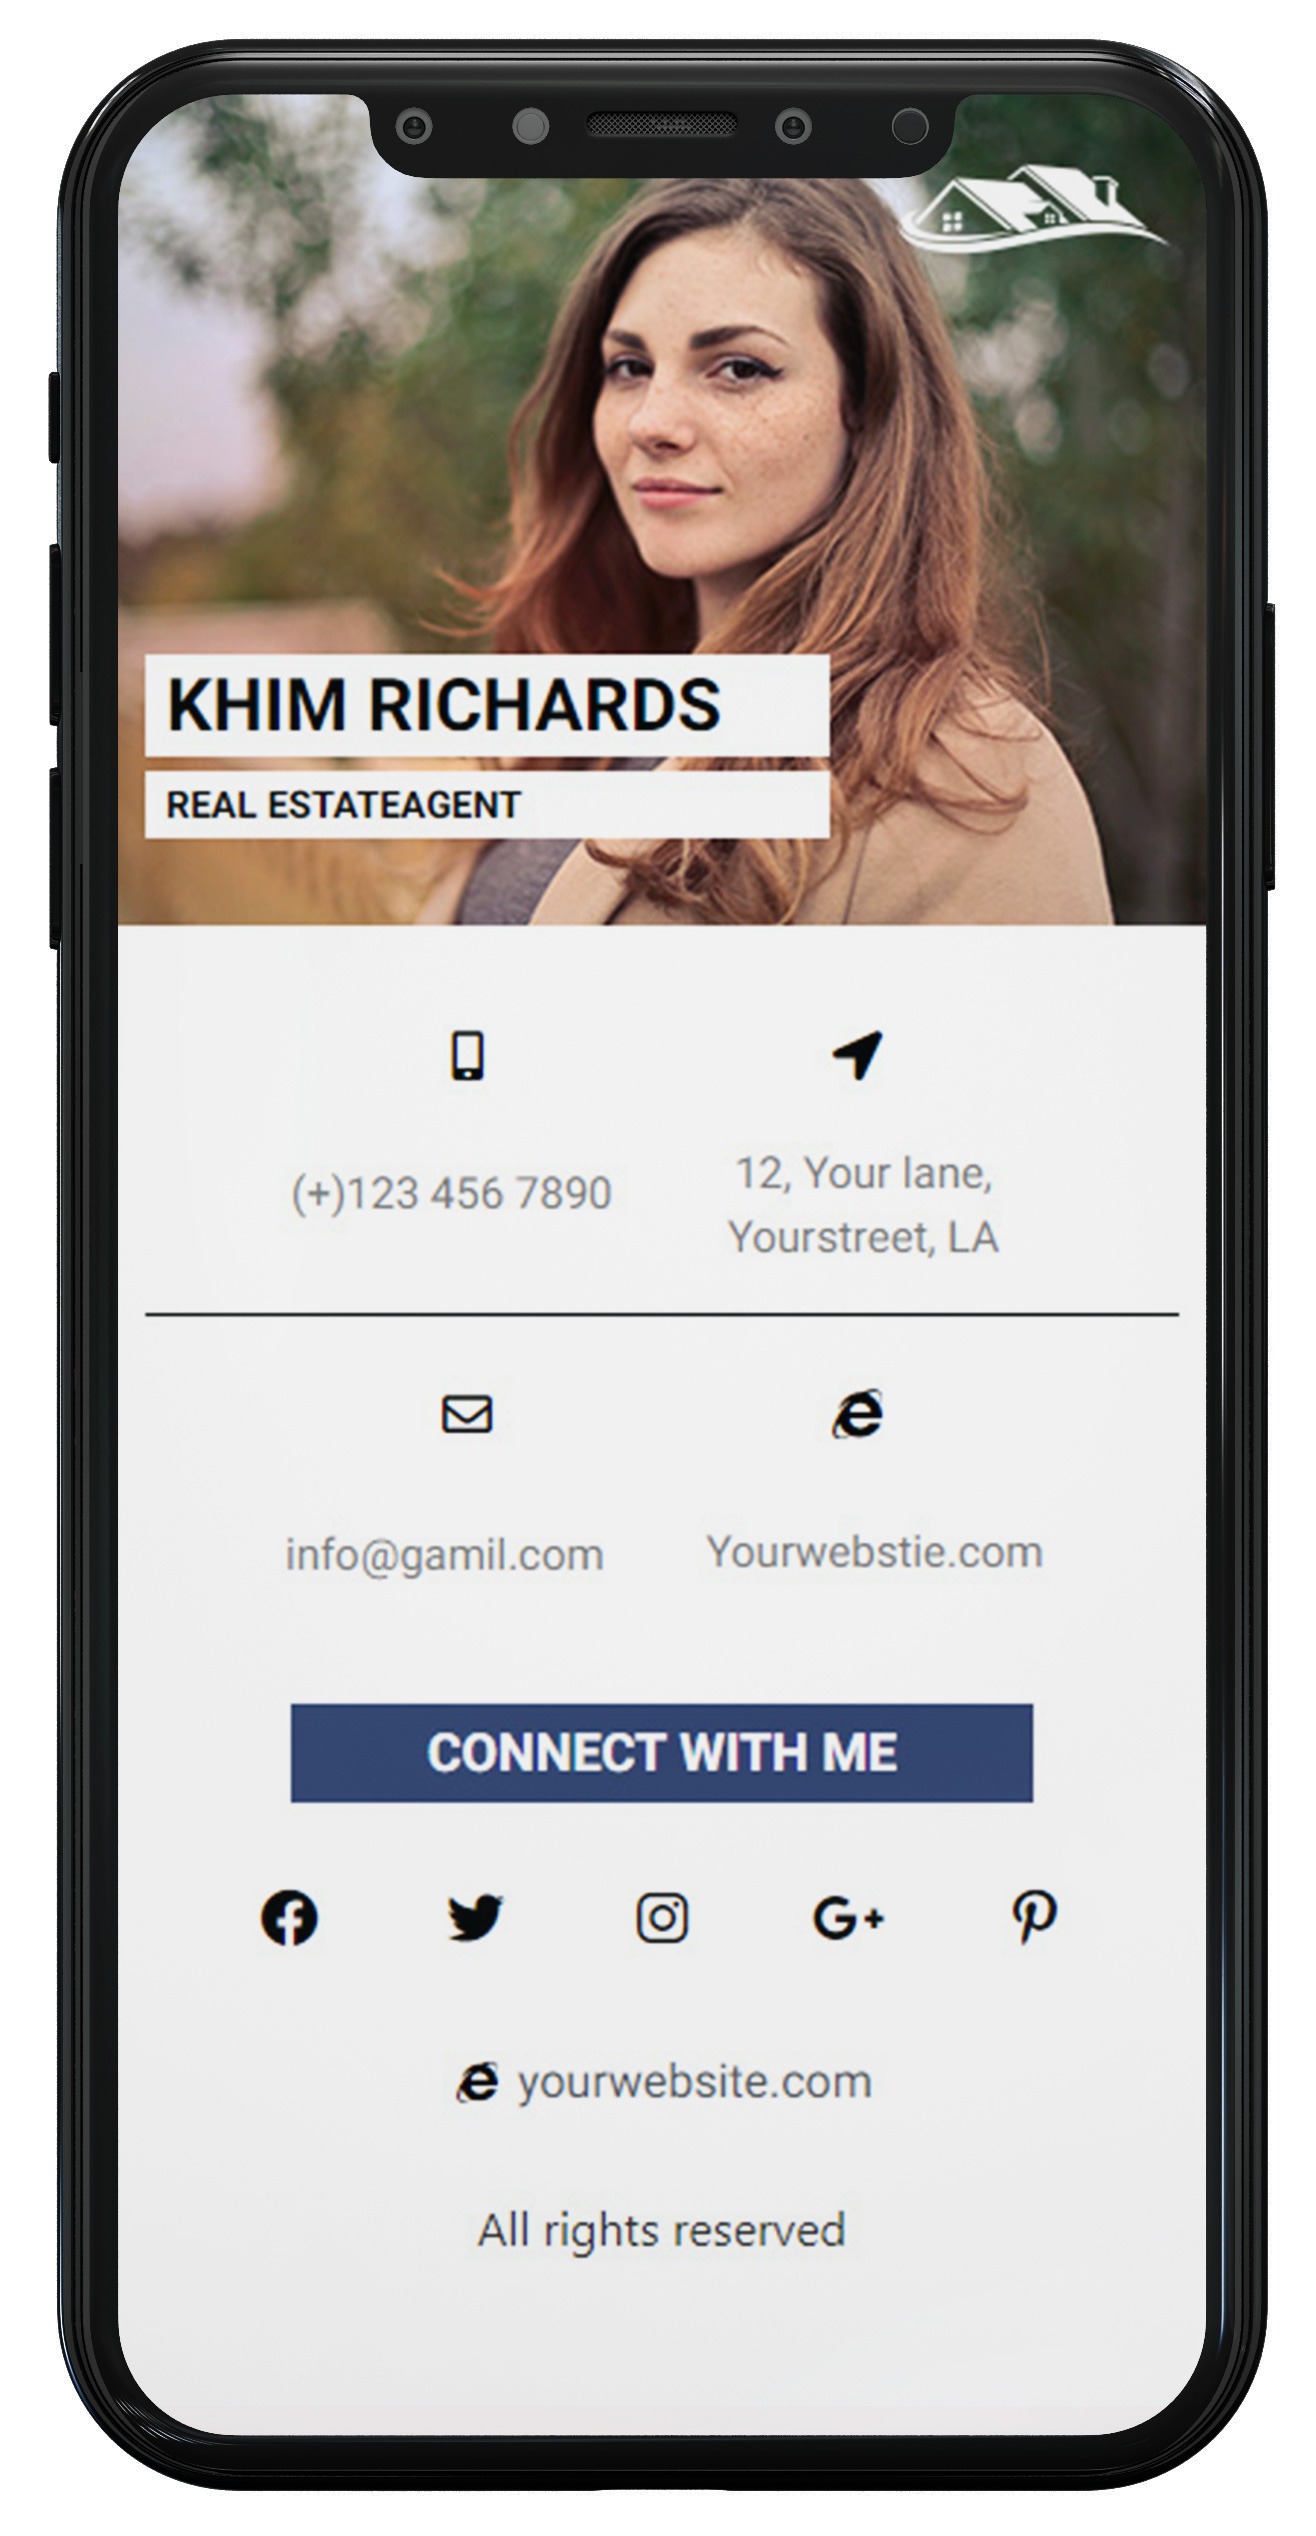 KHIM RICHARDS
REAL ESTATEAGENT
(+)123 456 7890
12, Your lane,
Yourstreet, LA
info@gamil.com
Yourwebstie.com
CONNECT WITH ME
G+
yourwebsite.com
All rights reserved